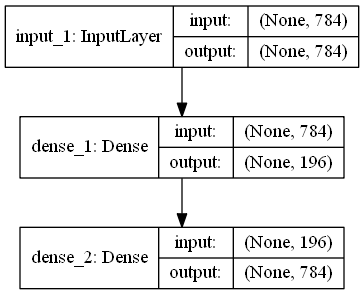 input_1: InputLayer
input: (None, 784)
output: (None, 784)
dense_1: Dense
input: (None, 784)
output: (None, 196)
dense_2: Dense
input: (None, 196)
output: (None, 784)